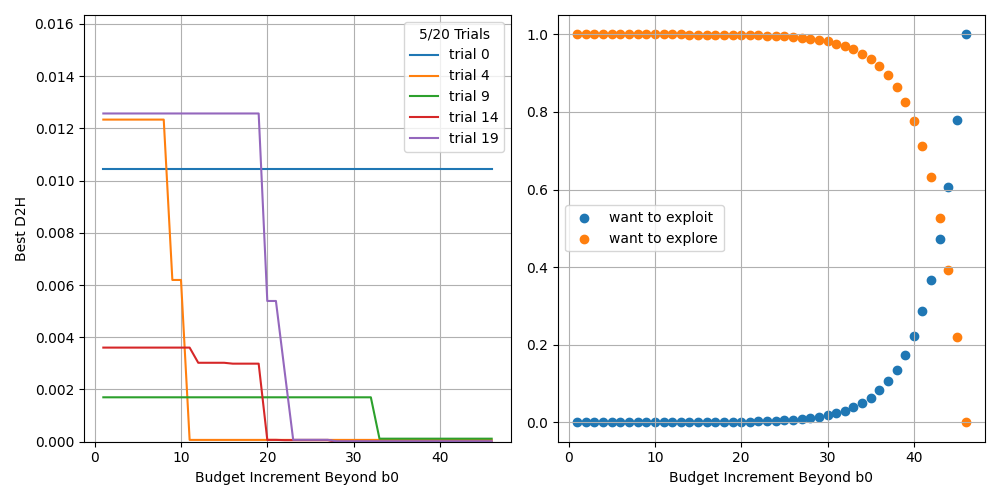 0.016
0.014
0.012
0.010
0.008
0.006
0.004
0.002
0.000
Best D2H
0 10 20 30 40
Budget Increment Beyond b0
5/20 Trials
trial 0
trial 4
trial 9
trial 14
trial 19
1.0
0.8
0.6
0.4
0.2
0.0
want to exploit
want to explore
0 10 20 30 40
Budget Increment Beyond b0